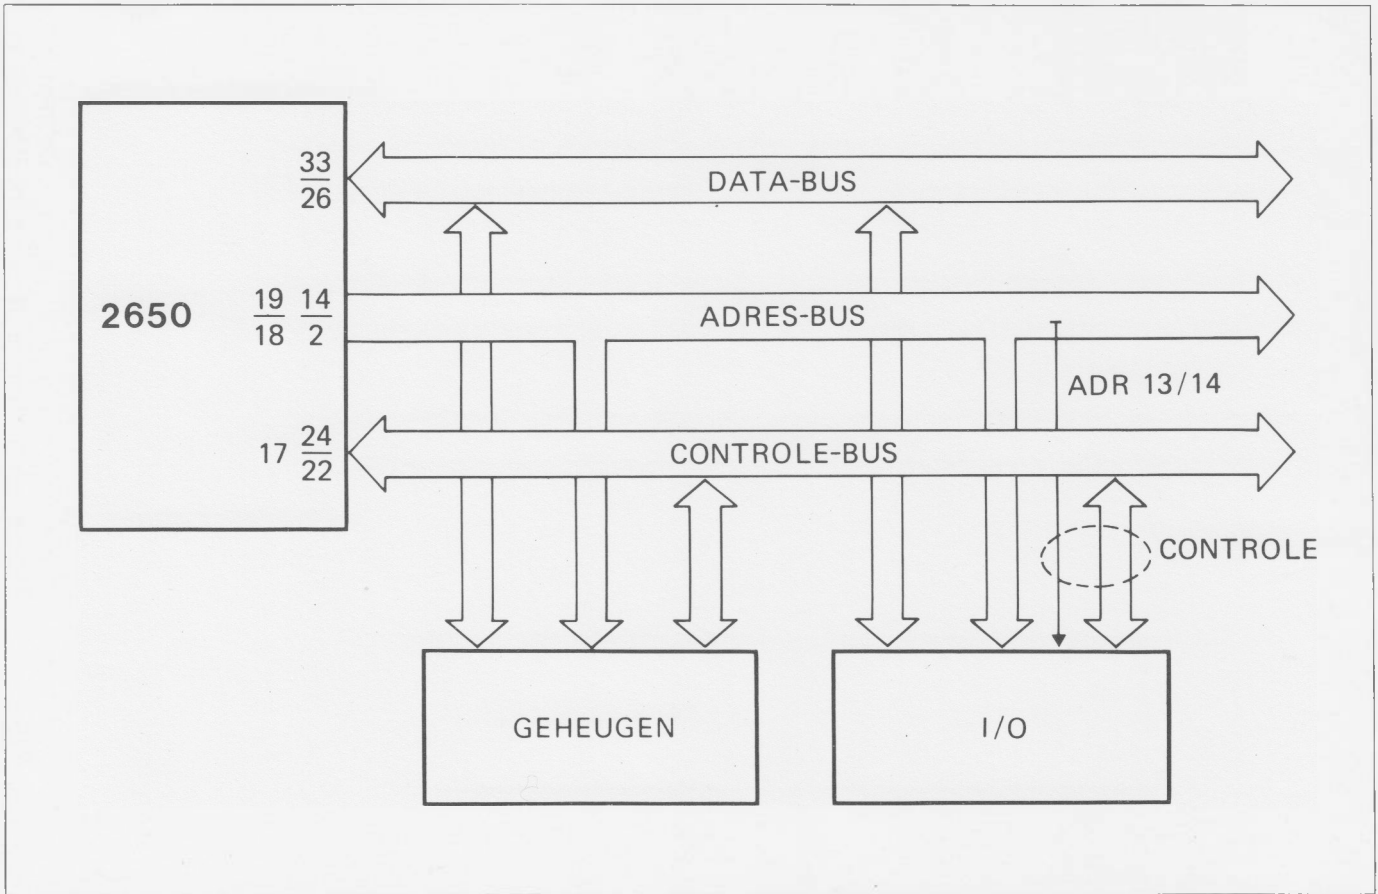 33
26
DATA-BUS
2650
19 14
18 2
ADRES-BUS
ADR 13/14
17 24
22
CONTROLE-BUS
CONTROLE
GEHEUGEN
I/O